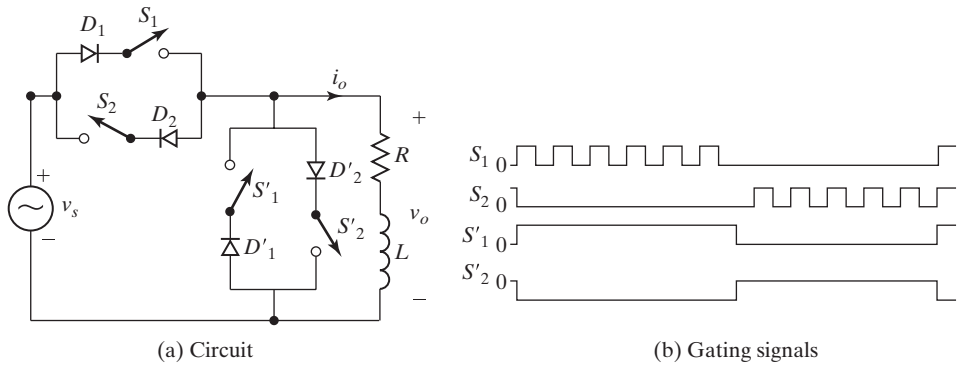 D1
S1
S2
D2
io
+
R
L
vo
−
+
vs
−
S'1
D'1
D'2
S'2
(a) Circuit
S1 0
S2 0
S'1 0
S'2 0
(b) Gating signals